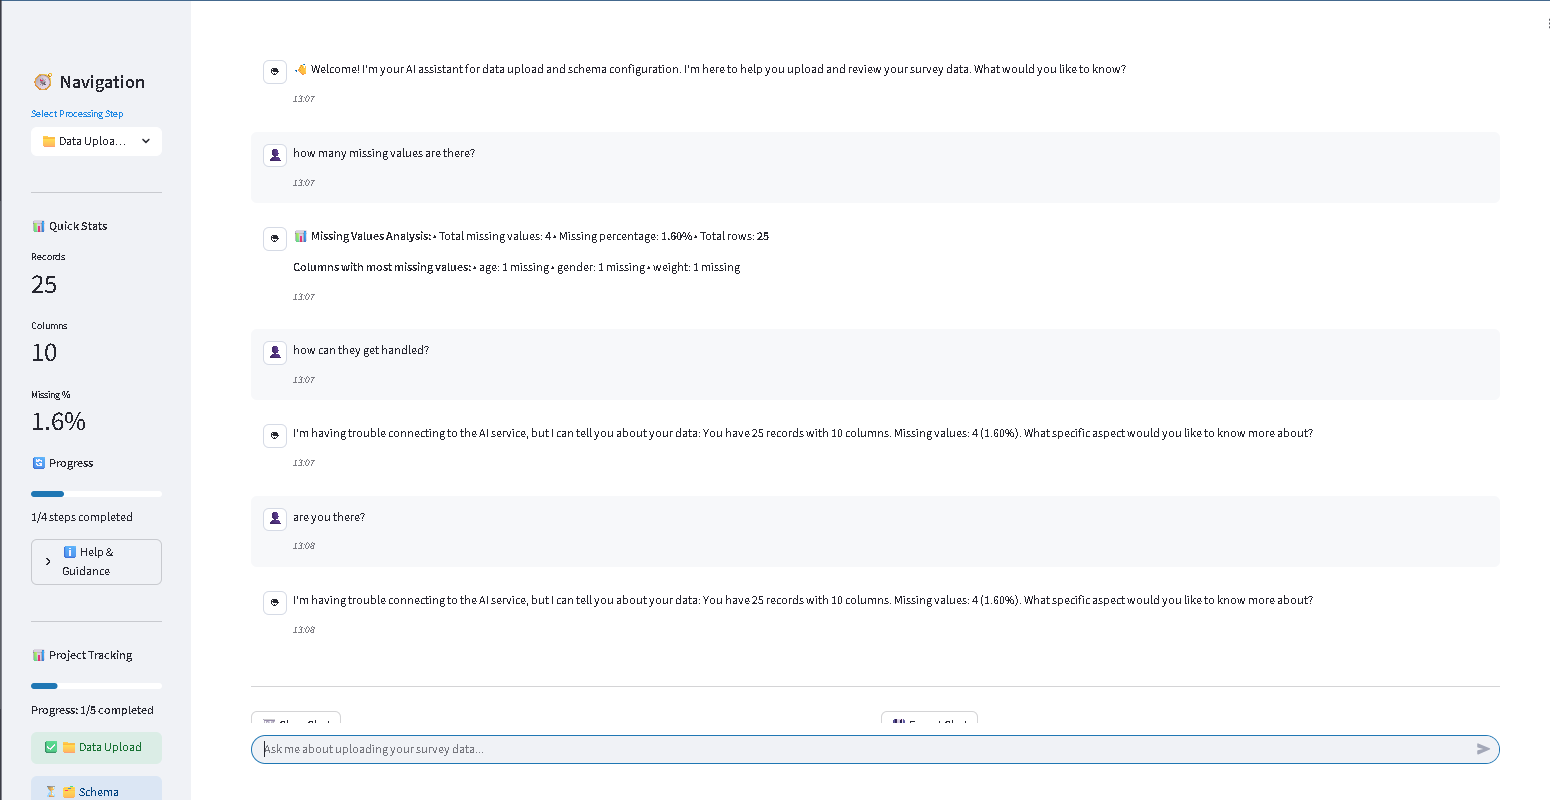 Navigation
Select Processing Step
Data Uploa...
Quick Stats
Records
25
Columns
10
Missing %
1.6%
Progress
1/4 steps completed
Help &
Guidance
Project Tracking
Progress: 1/5 completed
Data Upload
Schema
Welcome! I'm your AI assistant for data upload and schema configuration. I'm here to help you upload and review your survey data. What would you like to know?
13:07
how many missing values are there?
13:07
Missing Values Analysis: • Total missing values: 4 • Missing percentage: 1.60% • Total rows: 25
Columns with most missing values: • age: 1 missing • gender: 1 missing • weight: 1 missing
13:07
how can they get handled?
13:07
I'm having trouble connecting to the AI service, but I can tell you about your data: You have 25 records with 10 columns. Missing values: 4 (1.60%). What specific aspect would you like to know more about?
13:07
are you there?
13:08
I'm having trouble connecting to the AI service, but I can tell you about your data: You have 25 records with 10 columns. Missing values: 4 (1.60%). What specific aspect would you like to know more about?
13:08
Ask me about uploading your survey data...